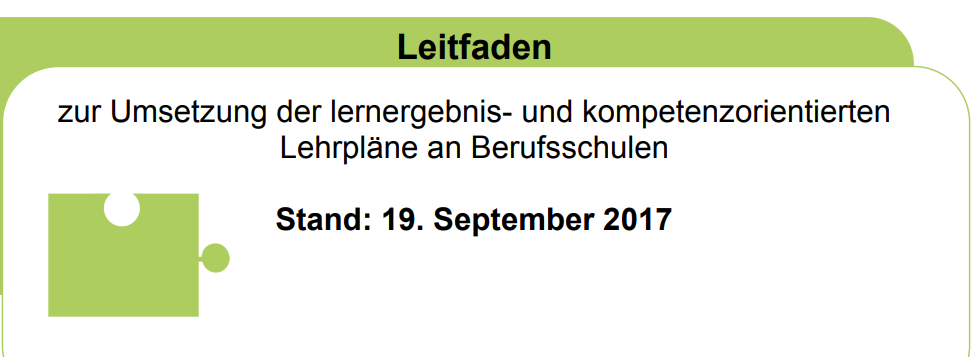 Leitfaden
zur Umsetzung der lernergebnis- und kompetenzorientierten
Lehrpläne an Berufsschulen
Stand: 19. September 2017